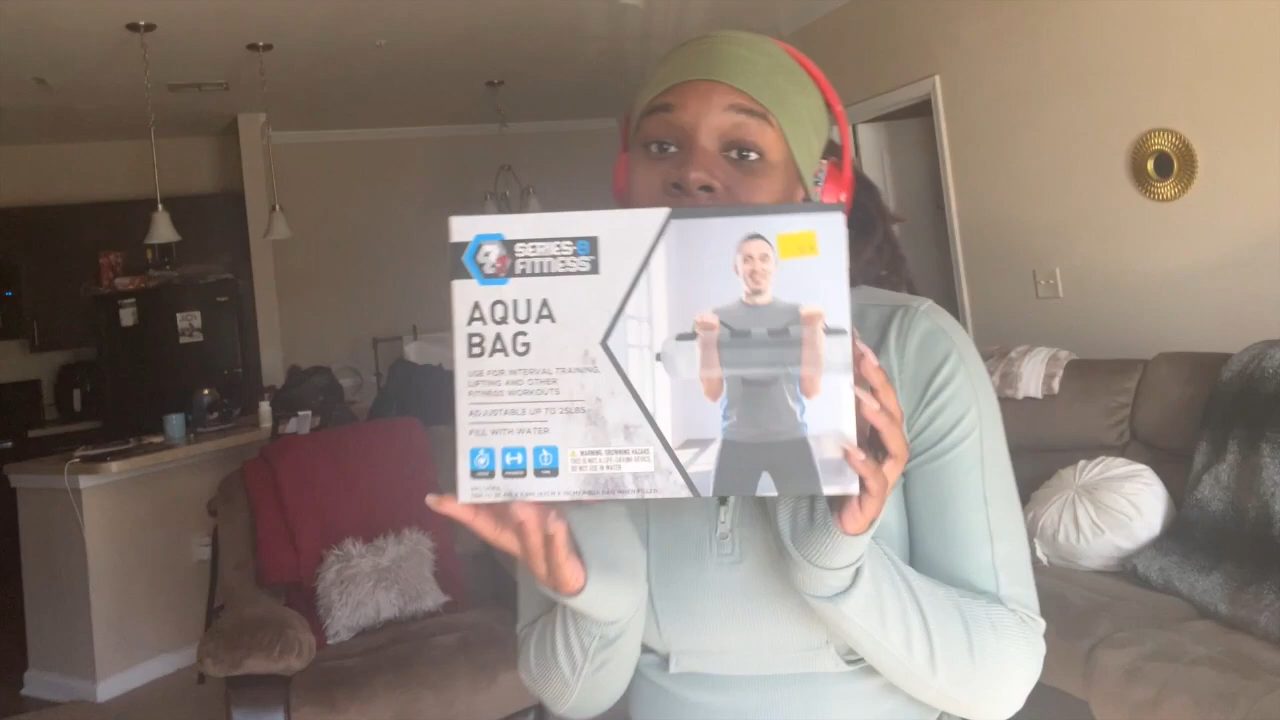 SERIES-8
FITNESS
AQUA
BAG
USE FOR INTERVAL TRAINING,
LIFTING AND OTHER
FITNESS WORKOUTS
ADJUSTABLE UP TO 25LBS
FILL WITH WATER
WARNING: DROWNING HAZARD.
THIS IS NOT A LIFE-SAVING DEVICE.
DO NOT USE IN WATER